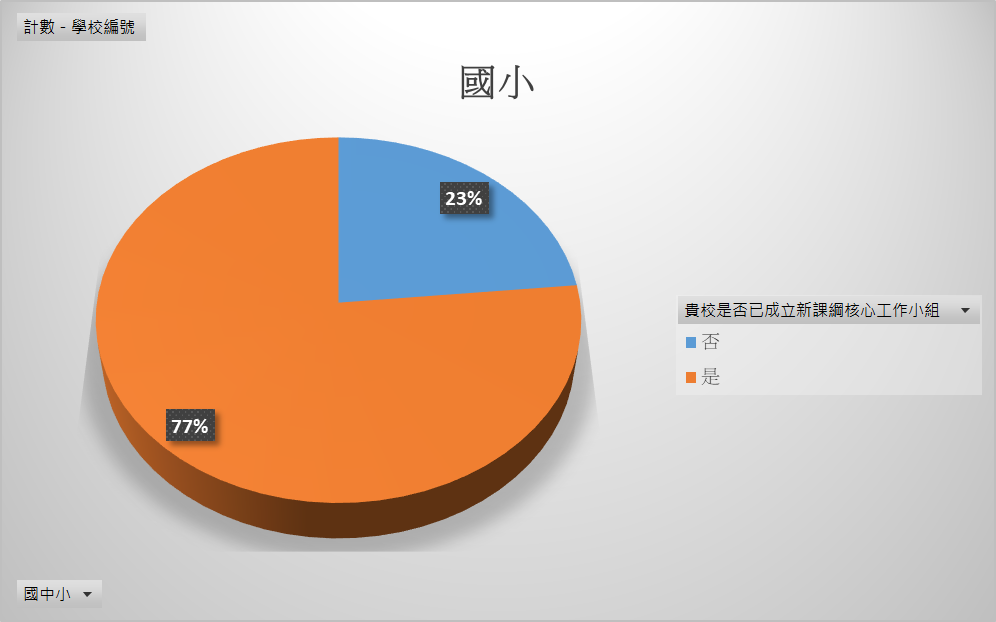 計數 - 學校編號
國小
23%
77%
貴校是否已成立新課綱核心工作小組
否
是
國中小